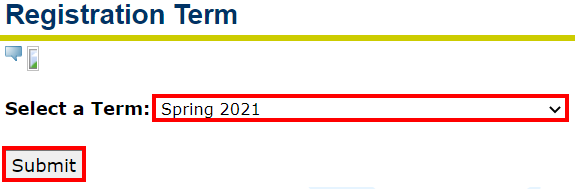 Registration Term
Select a Term: Spring 2021
Submit